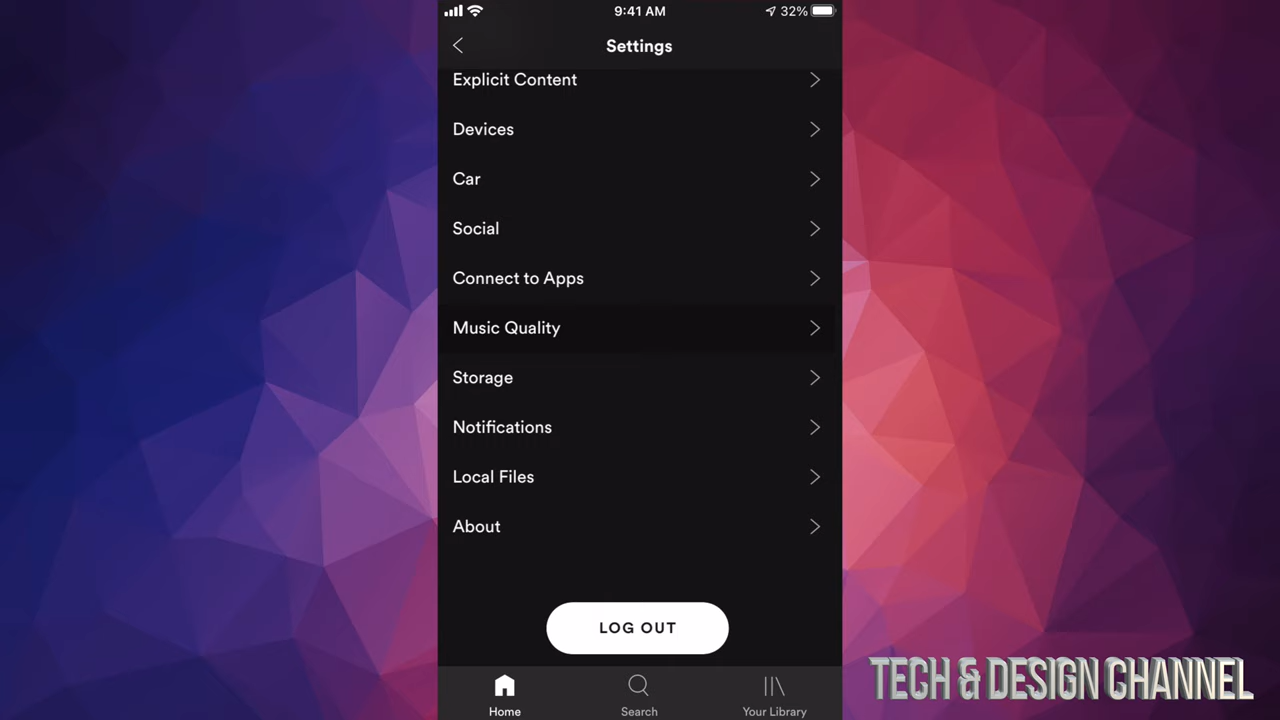 9:41 AM
32%
Settings
Explicit Content
Devices
Car
Social
Connect to Apps
Music Quality
Storage
Notifications
Local Files
About
LOG OUT
Home
Search
Your Library
TECH & DESIGN CHANNEL